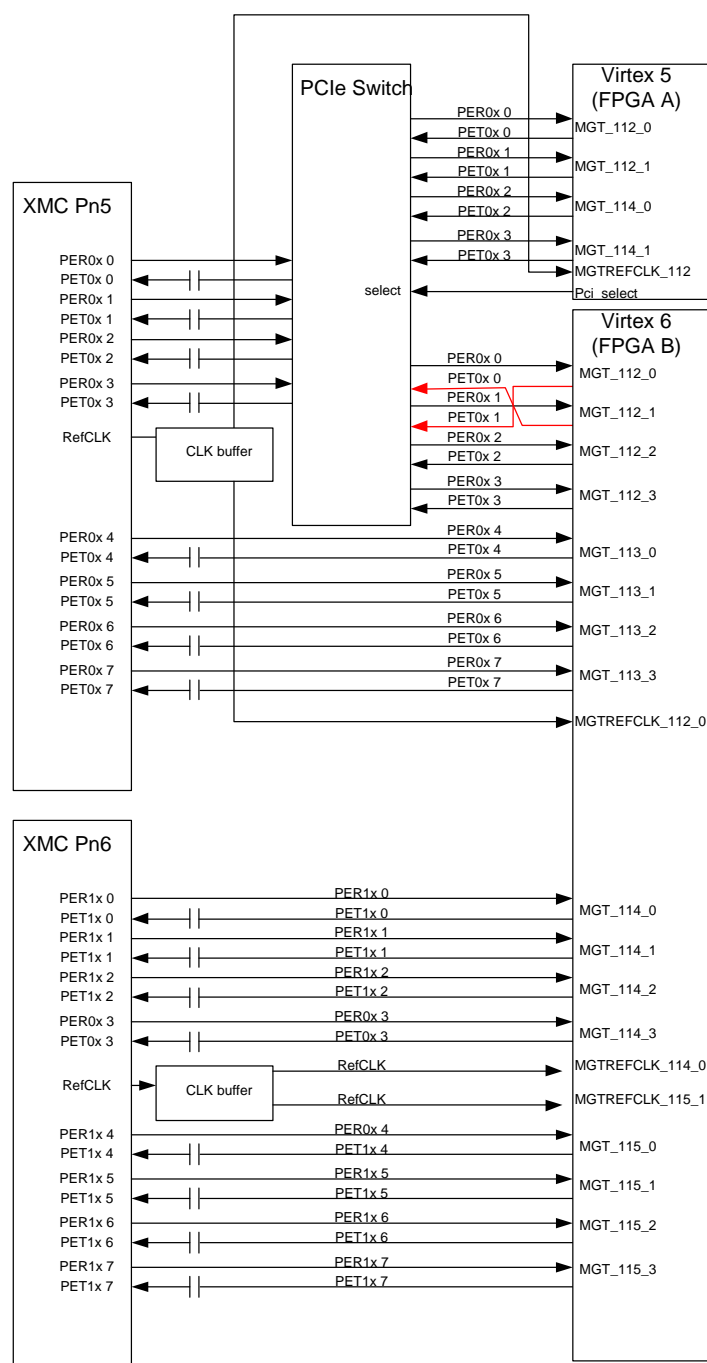 PCIe Switch
Virtex 5
(FPGA A)
PER0x 0
PET0x 0
MGT_112_0
PER0x 1
PET0x 1
MGT_112_1
PER0x 2
PET0x 2
MGT_114_0
PER0x 3
PET0x 3
MGT_114_1
MGTREFCLK_112
select
Pci_select
XMC Pn5
PER0x 0
PET0x 0
PER0x 1
PET0x 1
PER0x 2
PET0x 2
PER0x 3
PET0x 3
RefCLK
CLK buffer
Virtex 6
(FPGA B)
PER0x 0
PET0x 0
MGT_112_0
PER0x 1
PET0x 1
MGT_112_1
PER0x 2
PET0x 2
MGT_112_2
PER0x 3
PET0x 3
MGT_112_3
PER0x 4
PET0x 4
PER0x 4
PET0x 4
MGT_113_0
PER0x 5
PET0x 5
PER0x 5
PET0x 5
MGT_113_1
PER0x 6
PET0x 6
PER0x 6
PET0x 6
MGT_113_2
PER0x 7
PET0x 7
PER0x 7
PET0x 7
MGT_113_3
MGTREFCLK_112_0
XMC Pn6
PER1x 0
PET1x 0
PER1x 0
PET1x 0
MGT_114_0
PER1x 1
PET1x 1
PER1x 1
PET1x 1
MGT_114_1
PER1x 2
PET1x 2
PER1x 2
PET1x 2
MGT_114_2
PER0x 3
PET0x 3
PER0x 3
PET0x 3
MGT_114_3
RefCLK
CLK buffer
RefCLK
MGTREFCLK_114_0
RefCLK
MGTREFCLK_115_1
PER1x 4
PET1x 4
PER0x 4
PET1x 4
MGT_115_0
PER1x 5
PET1x 5
PER1x 5
PET1x 5
MGT_115_1
PER1x 6
PET1x 6
PER1x 6
PET1x 6
MGT_115_2
PER1x 7
PET1x 7
PER1x 7
PET1x 7
MGT_115_3